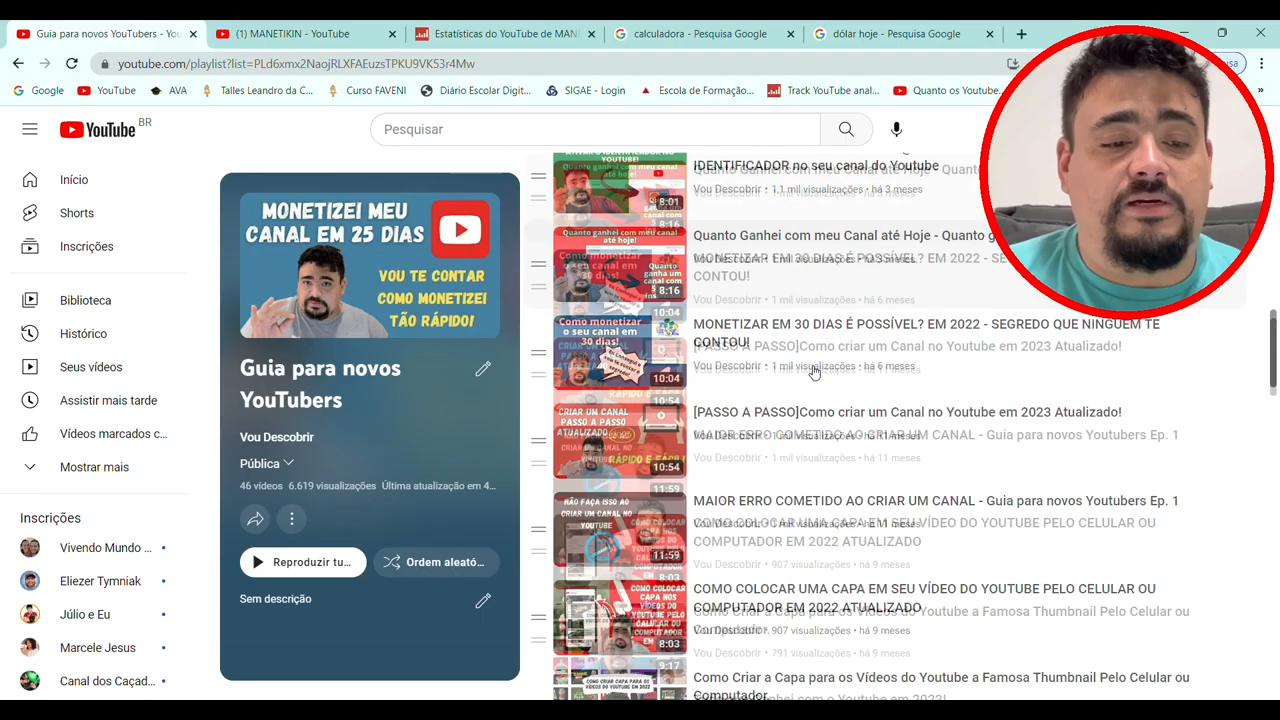 Guia para novos YouTubers - You
(1) MANETIKIN - YouTube
Estatísticas do YouTube de MAN
calculadora - Pesquisa Google
dólar hoje - Pesquisa Google
youtube.com/playlist?list=PLd6xmx2NaojRLXFAEuzsTPKU9VK53r4Mw
Google
YouTube
AVA
Talles Leandro da C...
Curso FAVENI
Diário Escolar Digit...
SIGAE - Login
Escola de Formação...
Track YouTube anal...
Quanto os Youtube...
YouTube BR
Pesquisar
Início
Shorts
Inscrições
Biblioteca
Histórico
Seus vídeos
Assistir mais tarde
Vídeos marcados c...
Mostrar mais
Inscrições
Vivendo Mundo ...
Eliezer Tymniak
Júlio e Eu
Marcele Jesus
Canal dos Caçad...
MONETIZEI MEU
CANAL EM 25 DIAS
VOU TE CONTAR
COMO MONETIZEI
TÃO RÁPIDO!
Guia para novos
YouTubers
Vou Descobrir
Pública
46 vídeos 6.619 visualizações Última atualização em 4...
Reproduzir tu...
Ordem aleató...
Sem descrição
IDENTIFICADOR no seu canal do Youtube
Vou Descobrir • 1,1 mil visualizações • há 3 meses
8:01
Quanto Ganhei com meu Canal até Hoje - Quanto g
8:16
MONETIZAR EM 30 DIAS É POSSÍVEL? EM 2022 - SEGREDO QUE NINGUEM TE
CONTOU!
Vou Descobrir • 1 mil visualizações • há 6 meses
10:04
[PASSO A PASSO]Como criar um Canal no Youtube em 2023 Atualizado!
10:54
MAIOR ERRO COMETIDO AO CRIAR UM CANAL - Guia para novos Youtubers Ep. 1
Vou Descobrir • 1 mil visualizações • há 11 meses
11:59
COMO COLOCAR UMA CAPA EM SEU VÍDEO DO YOUTUBE PELO CELULAR OU
COMPUTADOR EM 2022 ATUALIZADO
Vou Descobrir • 907 visualizações • há 9 meses
8:03
Como Criar a Capa para os Vídeos do Youtube a Famosa Thumbnail Pelo Celular ou
Computador
9:17